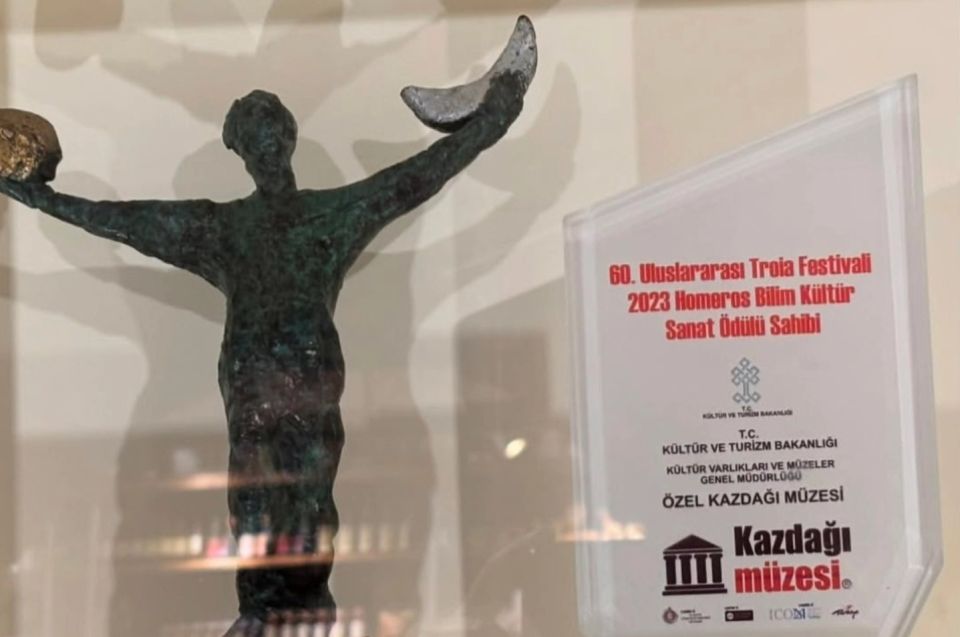 60. Uluslararası Troia Festivali
2023 Homeros Bilim Kültür
Sanat Ödülü Sahibi
T.C.
KÜLTÜR VE TURİZM BAKANLIĞI
T.C.
KÜLTÜR VE TURİZM BAKANLIĞI
KÜLTÜR VARLIKLARI VE MÜZELER
GENEL MÜDÜRLÜĞÜ
ÖZEL KAZDAĞI MÜZESİ
Kazdağı
müzesi®
ICOM